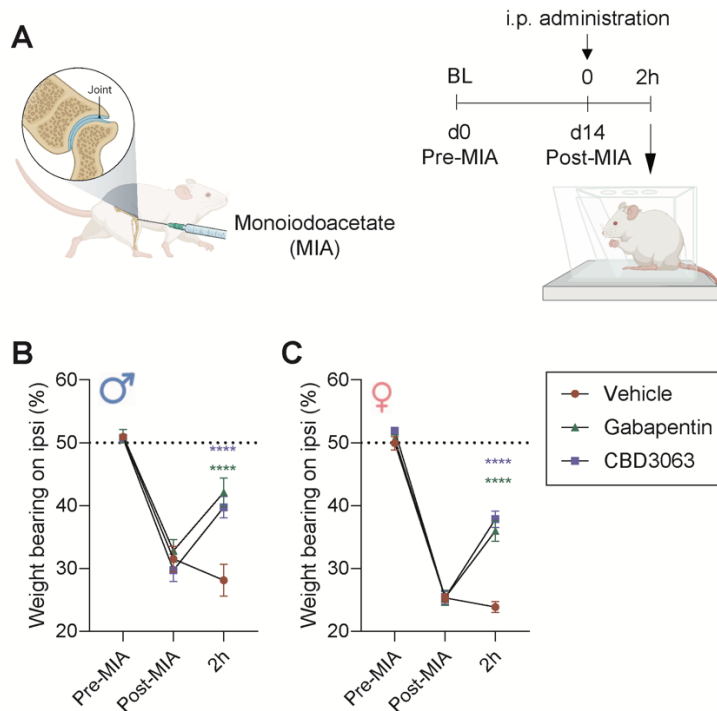 A
Joint
Monoiodoacetate
(MIA)
i.p. administration
BL
0
2h
d0
d14
Pre-MIA
Post-MIA
B
Weight bearing on ipsi (%)
60
50
40
30
20
****
****
Pre-MIA
Post-MIA
2h
C
Weight bearing on ipsi (%)
60
50
40
30
20
****
****
Pre-MIA
Post-MIA
2h
Vehicle
Gabapentin
CBD3063